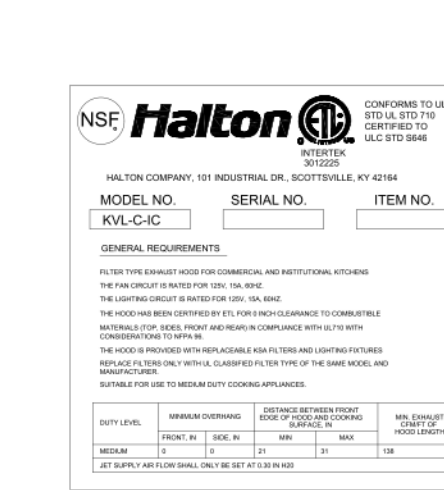 NSF
Halton
ETL
CONFORMS TO UL
STD UL STD 710
CERTIFIED TO
ULC STD S646
INTERTEK
3012225
HALTON COMPANY, 101 INDUSTRIAL DR., SCOTTSVILLE, KY 42164
MODEL NO. SERIAL NO. ITEM NO.
KVL-C-IC
GENERAL REQUIREMENTS
FILTER TYPE EXHAUST HOOD FOR COMMERCIAL AND INSTITUTIONAL KITCHENS
THE FAN CIRCUIT IS RATED FOR 125V, 15A, 60HZ.
THE LIGHTING CIRCUIT IS RATED FOR 120V, 15A, 60HZ.
THE HOOD HAS BEEN CERTIFIED BY ETL FOR 0 INCH CLEARANCE TO COMBUSTIBLE
MATERIALS (TOP, SIDES, FRONT AND REAR) IN COMPLIANCE WITH UL710 WITH
CONSIDERATIONS TO NFPA 96.
THE HOOD IS PROVIDED WITH REPLACEABLE KSA FILTERS AND LIGHTING FIXTURES
REPLACE FILTERS ONLY WITH UL CLASSIFIED FILTER TYPE OF THE SAME MODEL AND
MANUFACTURER.
SUITABLE FOR USE TO MEDIUM DUTY COOKING APPLIANCES.
DUTY LEVEL
MINIMUM OVERHANG
DISTANCE BETWEEN FRONT
EDGE OF HOOD AND COOKING
SURFACE, IN
MIN. EXHAUST
CFM/FT OF
HOOD LENGTH
FRONT, IN SIDE, IN MIN MAX
MEDIUM 0 0 21 31 138
JET SUPPLY AIR FLOW SHALL ONLY BE SET AT 0.30 IN H20